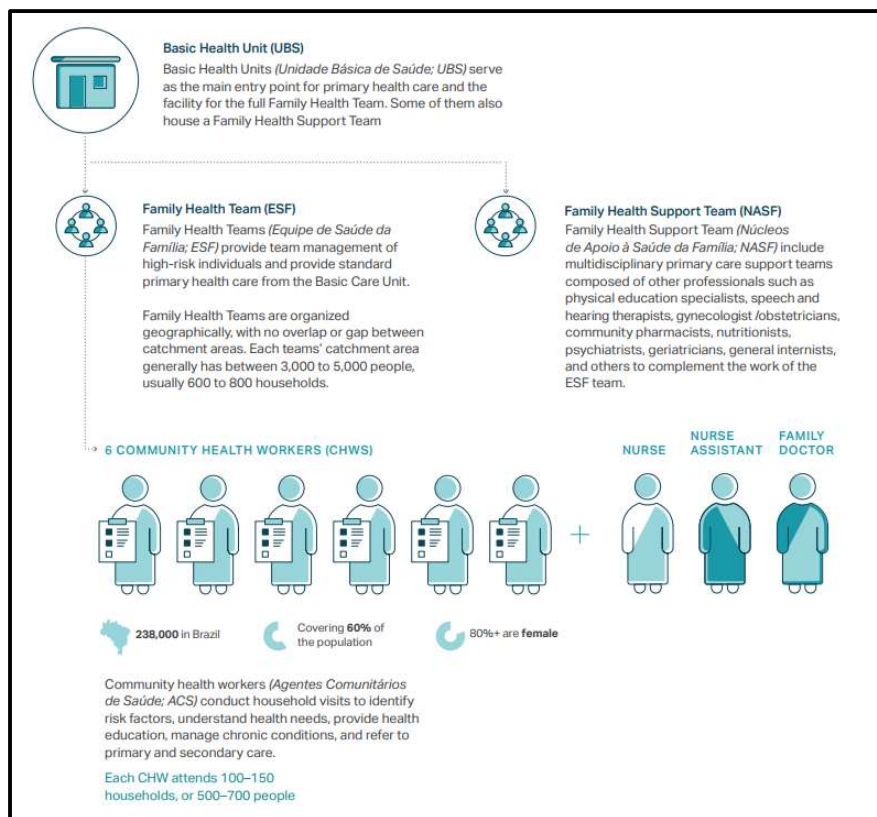 Basic Health Unit (UBS)
Basic Health Units (Unidade Básica de Saúde; UBS) serve
as the main entry point for primary health care and the
facility for the full Family Health Team. Some of them also
house a Family Health Support Team
Family Health Team (ESF)
Family Health Teams (Equipe de Saúde da
Família; ESF) provide team management of
high-risk individuals and provide standard
primary health care from the Basic Care Unit.
Family Health Teams are organized
geographically, with no overlap or gap between
catchment areas. Each teams’ catchment area
generally has between 3,000 to 5,000 people,
usually 600 to 800 households.
Family Health Support Team (NASF)
Family Health Support Team (Núcleos
de Apoio à Saúde da Família; NASF) include
multidisciplinary primary care support teams
composed of other professionals such as
physical education specialists, speech and
hearing therapists, gynecologist /obstetricians,
community pharmacists, nutritionists,
psychiatrists, geriatricians, general internists,
and others to complement the work of the
ESF team.
6 COMMUNITY HEALTH WORKERS (CHWS)
NURSE
NURSE
ASSISTANT
FAMILY
DOCTOR
+
238,000 in Brazil
Covering 60% of
the population
80%+ are female
Community health workers (Agentes Comunitários
de Saúde; ACS) conduct household visits to identify
risk factors, understand health needs, provide health
education, manage chronic conditions, and refer to
primary and secondary care.
Each CHW attends 100–150
households, or 500–700 people